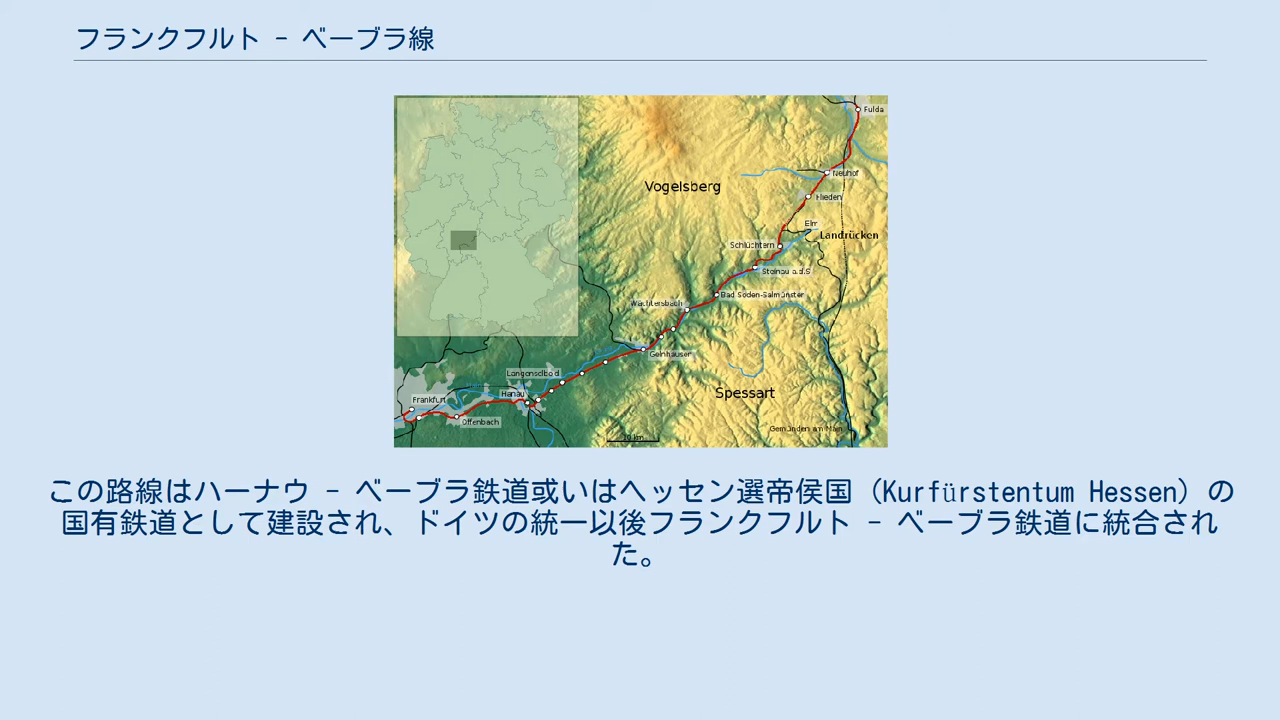 フランクフルト - ベーブラ線
Fulda
Neuhof
Flieden
Vogelsberg
Elm
Landrücken
Schlüchtern
Steinau a.d.S
Bad Soden-Salmünster
Wächtersbach
Gelnhausen
Langenselbold
Hanau
Spessart
Frankfurt
Offenbach
Gemünden am Main
10 km
この路線はハーナウ - ベーブラ鉄道或いはヘッセン選帝侯国（Kurfürstentum Hessen）の
国有鉄道として建設され、ドイツの統一以後フランクフルト - ベーブラ鉄道に統合され
た。